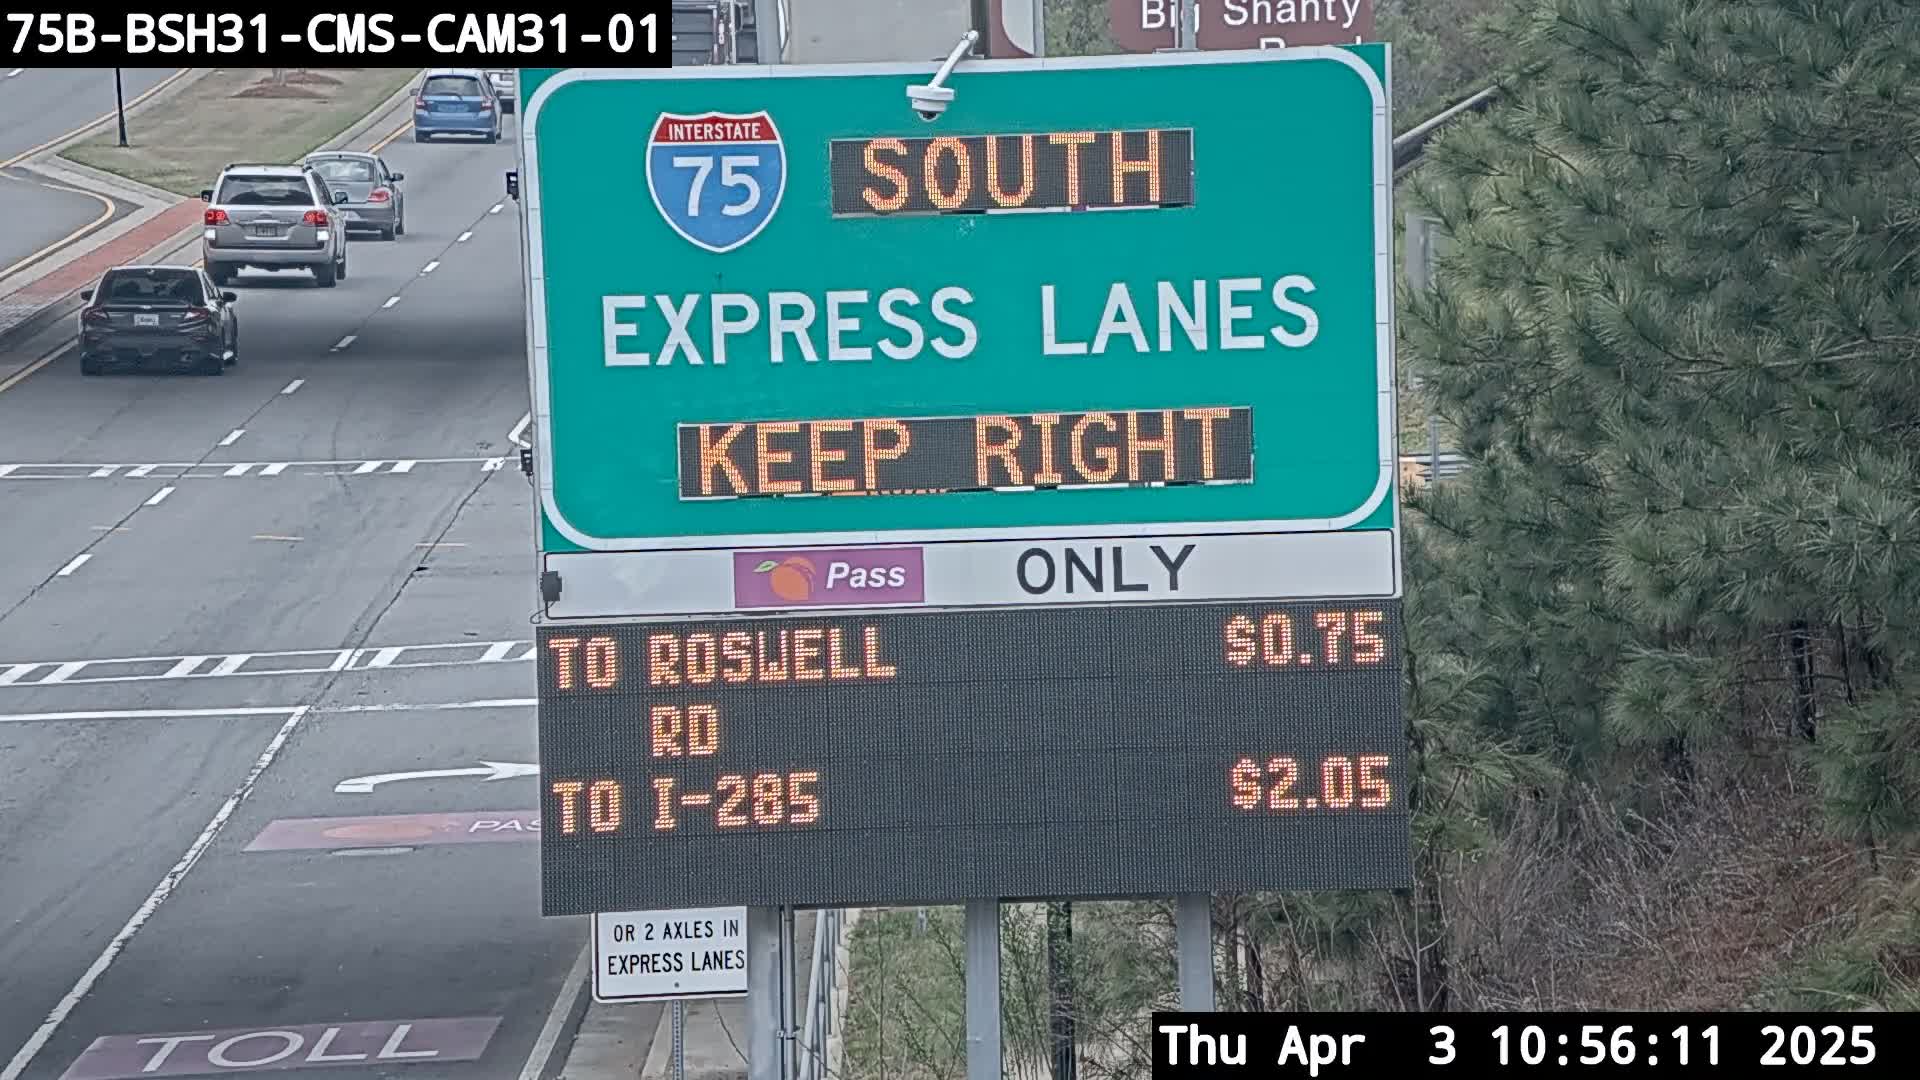 75B-BSH31-CMS-CAM31-01
Big Shanty
INTERSTATE
75
SOUTH
EXPRESS LANES
KEEP RIGHT
Pass ONLY
TO ROSWELL $0.75
RD
TO I-285 $2.05
OR 2 AXLES IN
EXPRESS LANES
TOLL
Thu Apr 3 10:56:11 2025